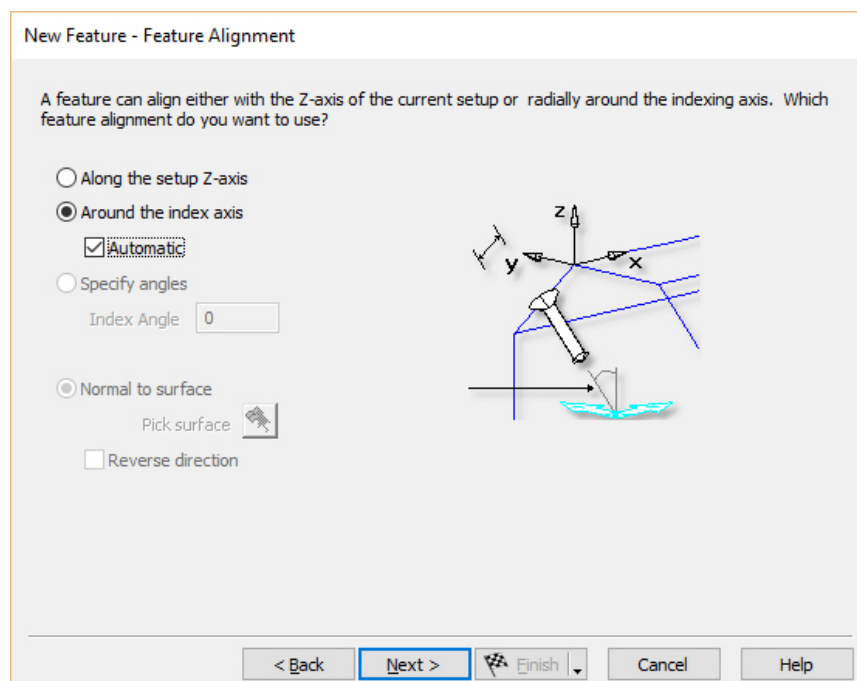 New Feature - Feature Alignment
A feature can align either with the Z-axis of the current setup or radially around the indexing axis. Which
feature alignment do you want to use?
Along the setup Z-axis
Around the index axis
Automatic
Specify angles
Index Angle 0
Normal to surface
Pick surface
Reverse direction
z
y
x
< Back Next > Finish Cancel Help